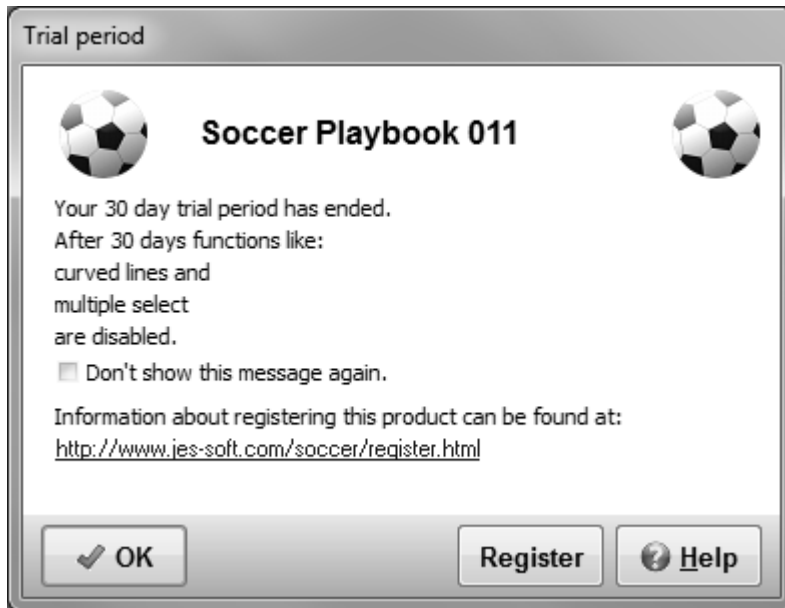 Trial period
Soccer Playbook 011
Your 30 day trial period has ended.
After 30 days functions like:
curved lines and
multiple select
are disabled.
Don't show this message again.
Information about registering this product can be found at:
http://www.jes-soft.com/soccer/register.html
OK
Register
Help